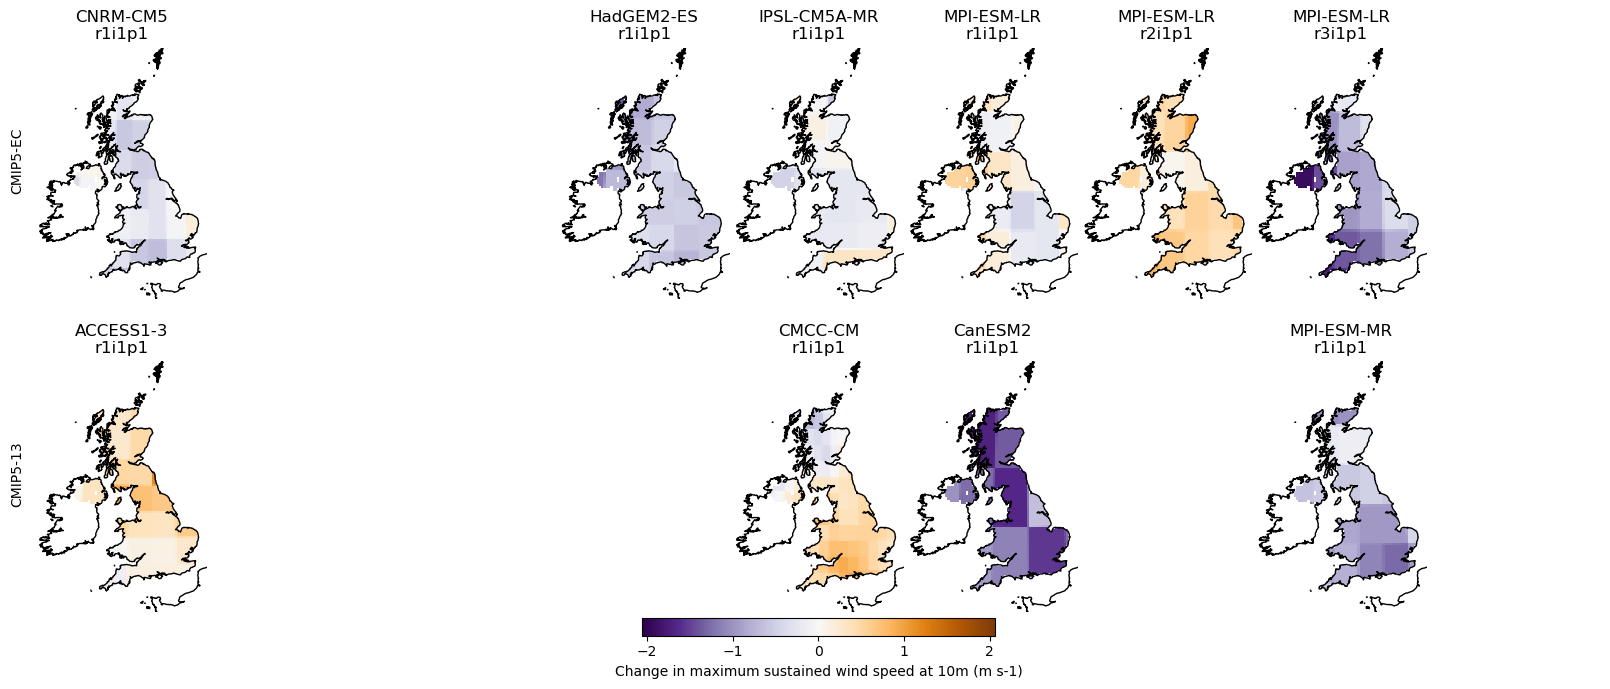 CNRM-CM5
r1i1p1
HadGEM2-ES
r1i1p1
IPSL-CM5A-MR
r1i1p1
MPI-ESM-LR
r1i1p1
MPI-ESM-LR
r2i1p1
MPI-ESM-LR
r3i1p1
CMIP5-EC
ACCESS1-3
r1i1p1
CMCC-CM
r1i1p1
CanESM2
r1i1p1
MPI-ESM-MR
r1i1p1
CMIP5-13
−2 −1 0 1 2
Change in maximum sustained wind speed at 10m (m s-1)